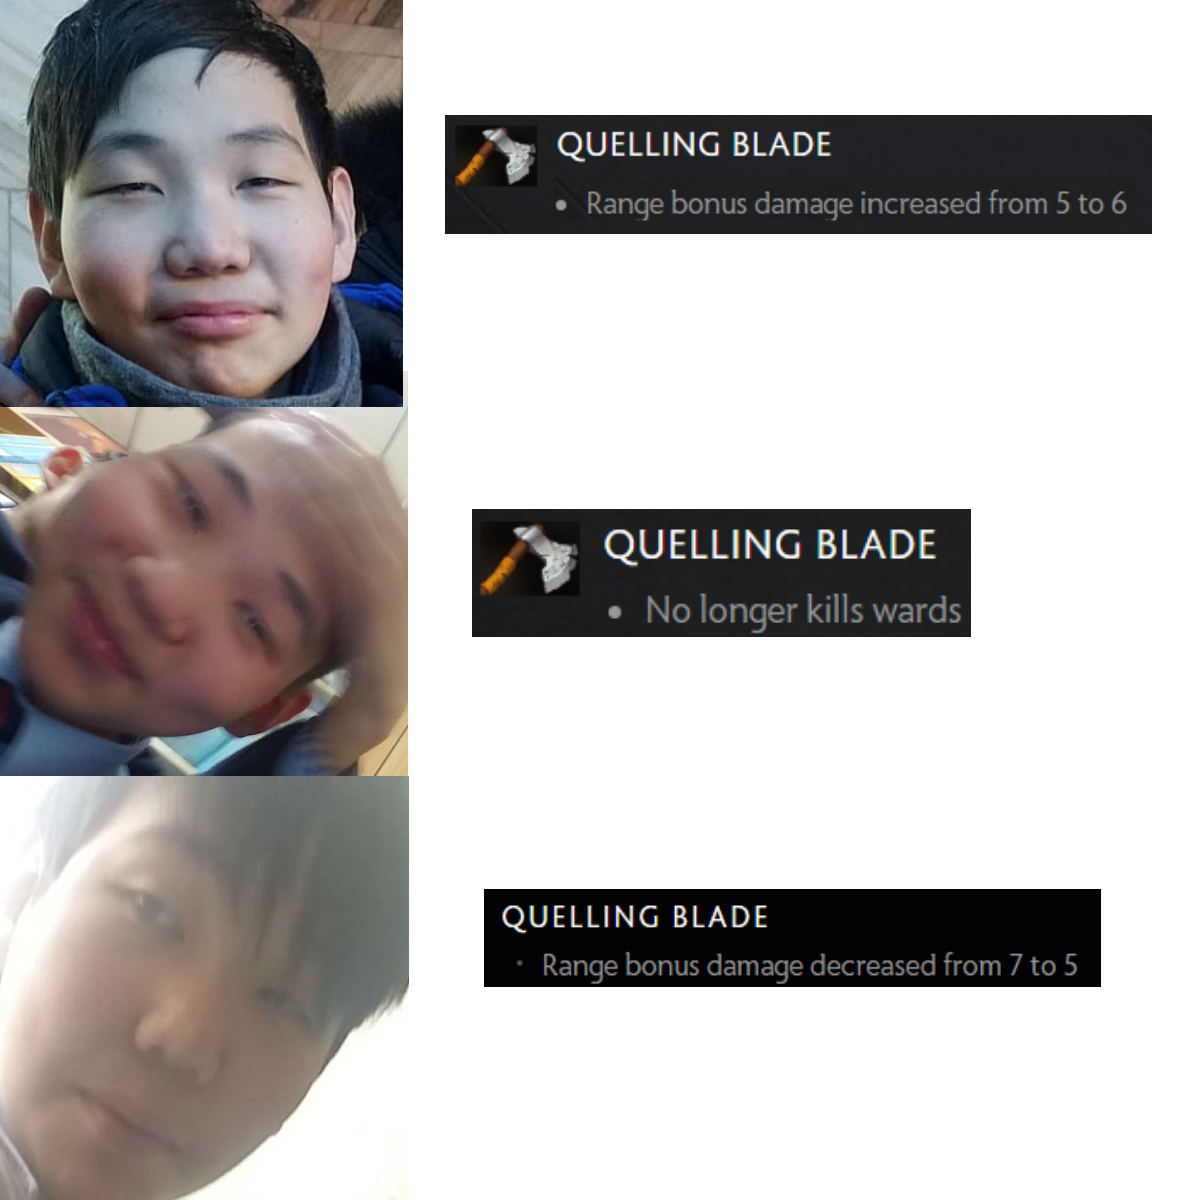 QUELLING BLADE
• Range bonus damage increased from 5 to 6
QUELLING BLADE
• No longer kills wards
QUELLING BLADE
• Range bonus damage decreased from 7 to 5